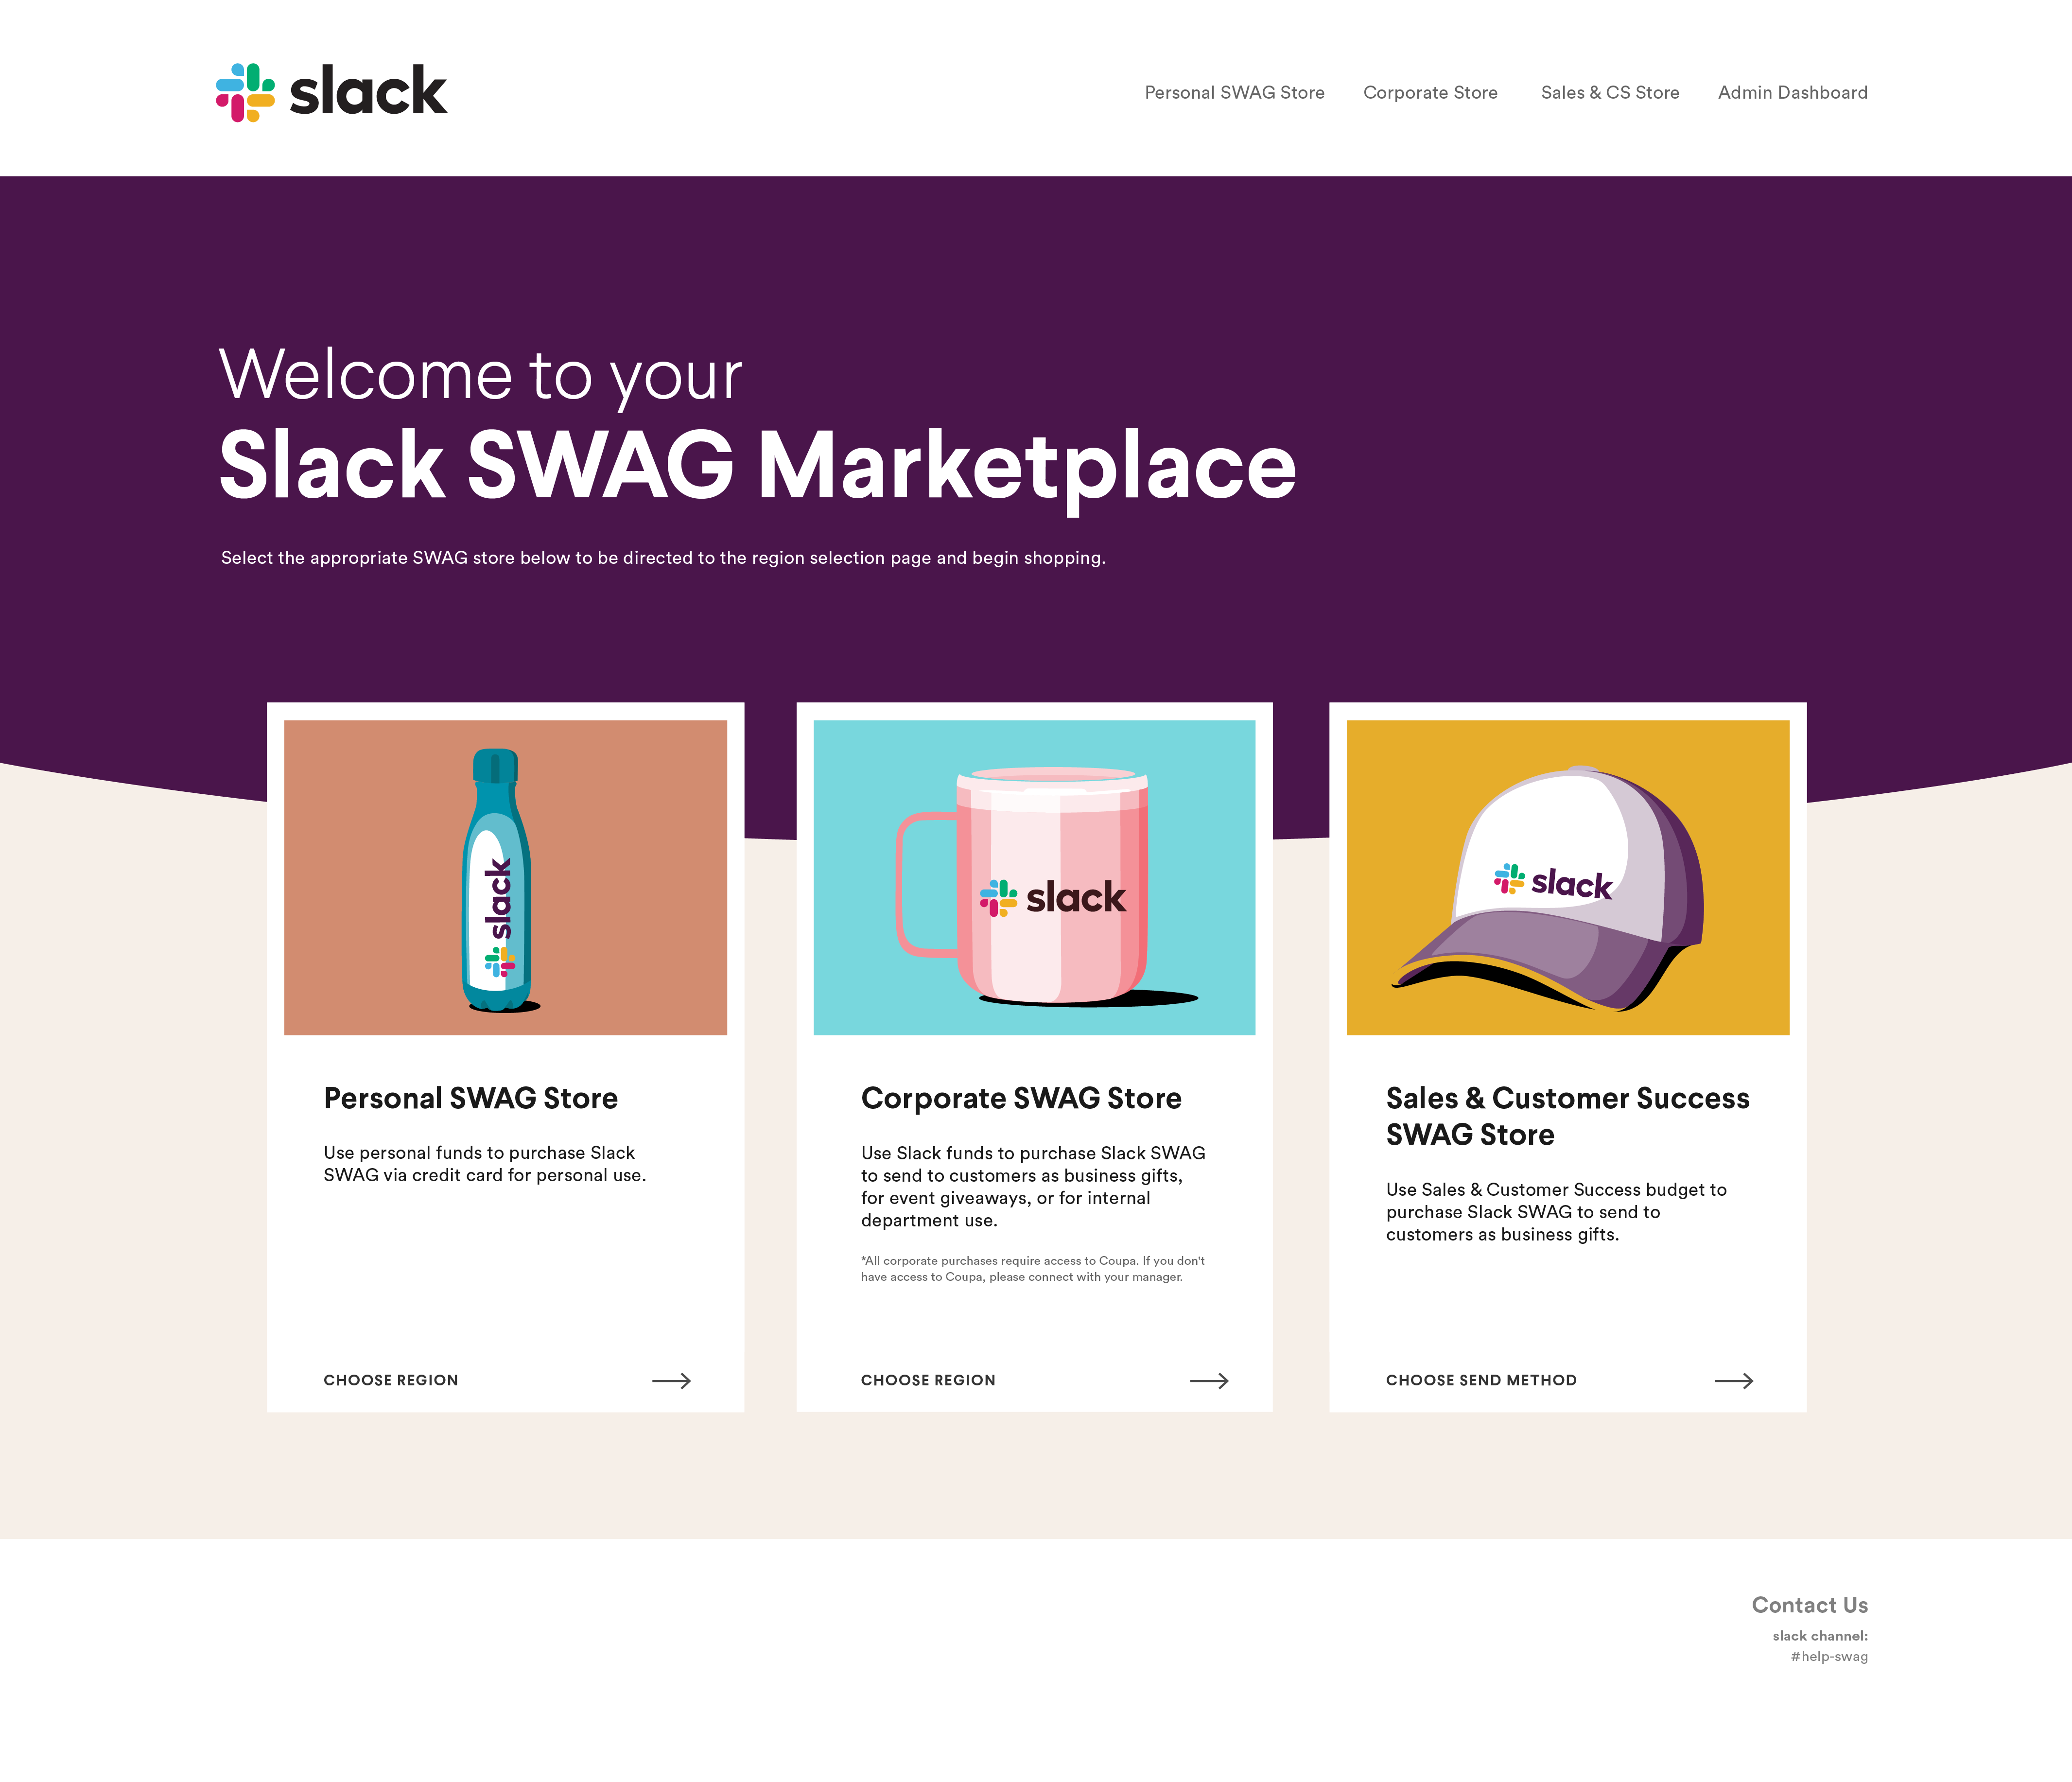 slack
Personal SWAG Store
Corporate Store
Sales & CS Store
Admin Dashboard
Welcome to your
Slack SWAG Marketplace
Select the appropriate SWAG store below to be directed to the region selection page and begin shopping.
slack
Personal SWAG Store
Use personal funds to purchase Slack
SWAG via credit card for personal use.
CHOOSE REGION
slack
Corporate SWAG Store
Use Slack funds to purchase Slack SWAG
to send to customers as business gifts,
for event giveaways, or for internal
department use.
*All corporate purchases require access to Coupa. If you don't
have access to Coupa, please connect with your manager.
CHOOSE REGION
slack
Sales & Customer Success
SWAG Store
Use Sales & Customer Success budget to
purchase Slack SWAG to send to
customers as business gifts.
CHOOSE SEND METHOD
Contact Us
slack channel:
#help-swag